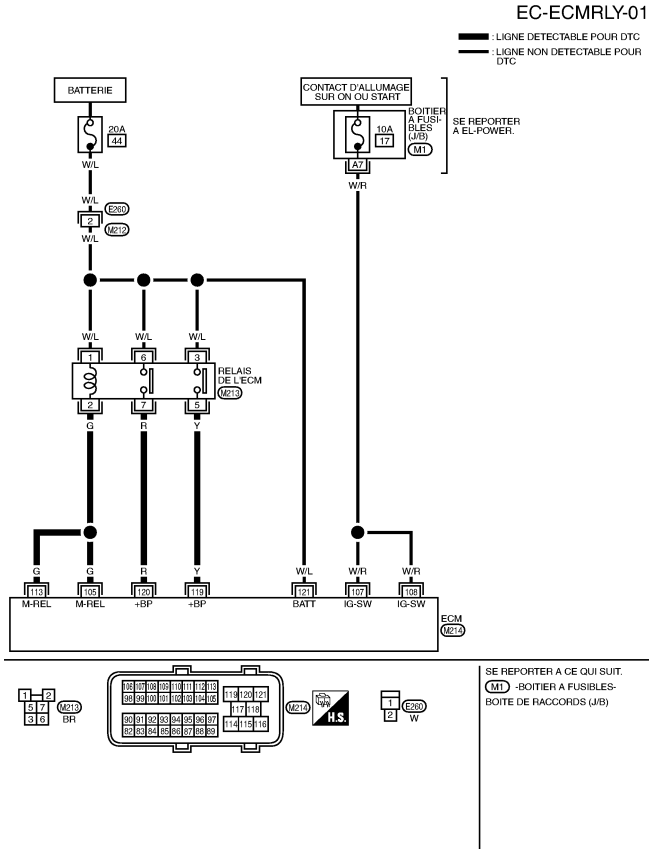 EC-ECMRLY-01
: LIGNE DETECTABLE POUR DTC
: LIGNE NON DETECTABLE POUR
DTC
BATTERIE
CONTACT D'ALLUMAGE
SUR ON OU START
20A
44
10A
17
BOITIER
A FUSI-
BLES
(J/B)
M1
SE REPORTER
A EL-POWER.
A7
W/L
W/R
W/L
E260
2
M212
W/L
W/L W/L W/L
1 6 3
RELAIS
DE L'ECM
M213
2 7 5
G R Y
G G R Y W/L W/R W/R
113 105 120 119 121 107 108
M-REL M-REL +BP +BP BATT IG-SW IG-SW
ECM
M214
SE REPORTER A CE QUI SUIT.
M1 -BOITIER A FUSIBLES-
BOITE DE RACCORDS (J/B)
1 2
5 7
3 6
M213
BR
106 107 108 109 110 111 112 113
98 99 100 101 102 103 104 105
90 91 92 93 94 95 96 97
82 83 84 85 86 87 88 89
119 120 121
117 118
114 115 116
M214
H.S.
1
2
E260
W